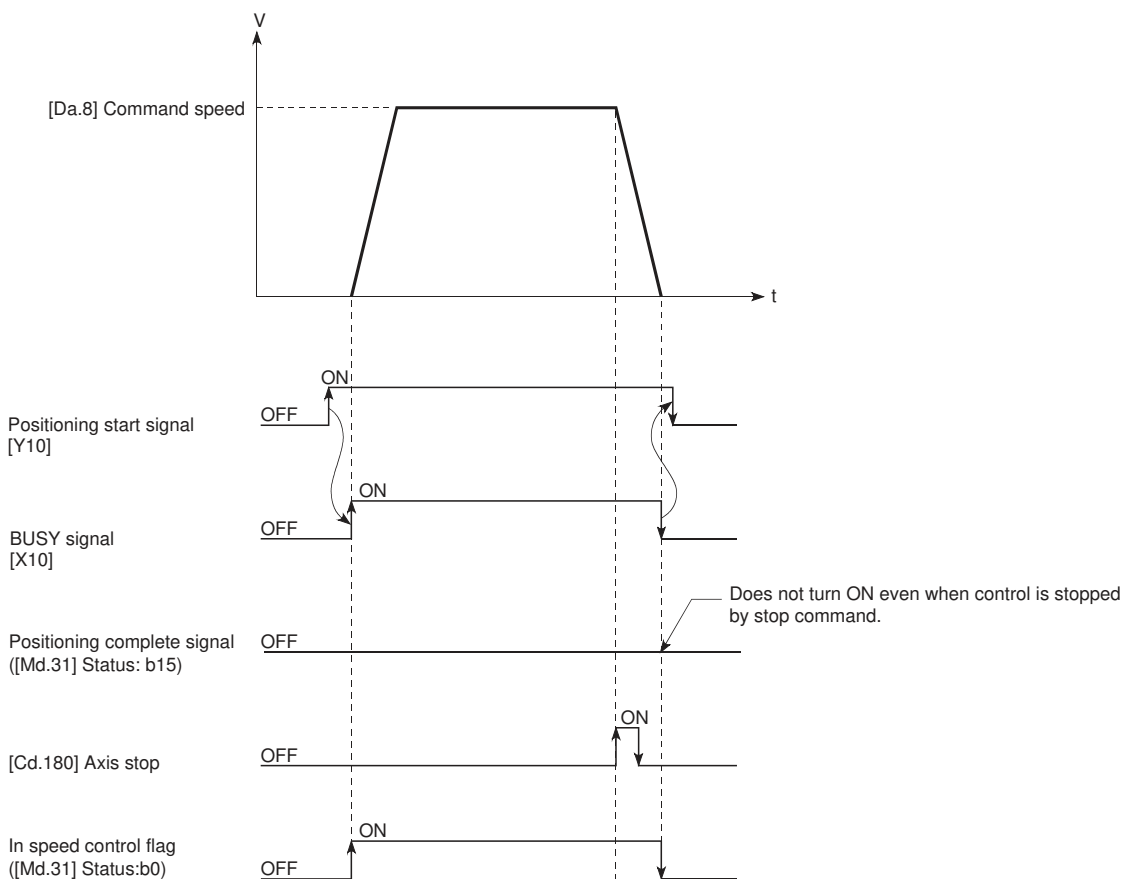 V
[Da.8] Command speed
t
ON
OFF
Positioning start signal
[Y10]
ON
OFF
BUSY signal
[X10]
Does not turn ON even when control is stopped
by stop command.
OFF
Positioning complete signal
([Md.31] Status: b15)
ON
OFF
[Cd.180] Axis stop
ON
In speed control flag
([Md.31] Status:b0)
OFF